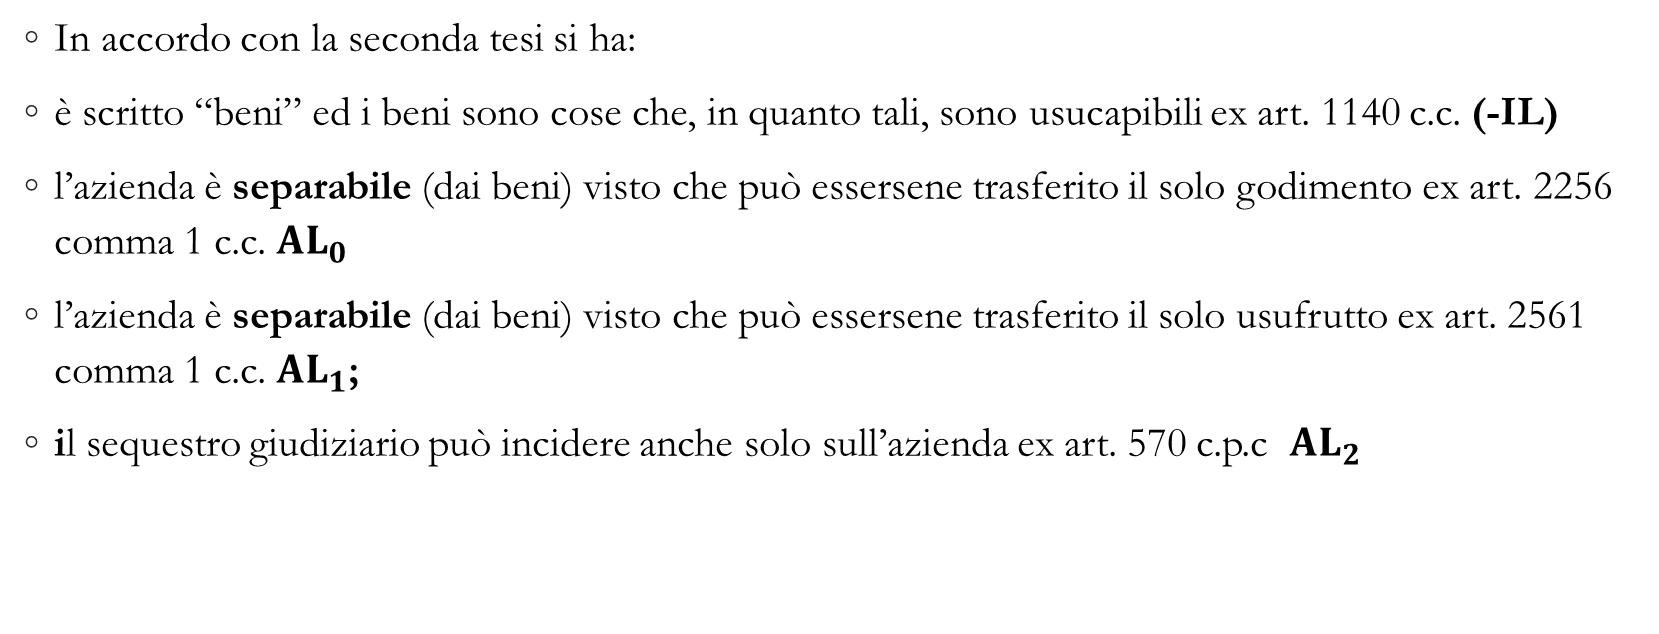 ◦ In accordo con la seconda tesi si ha:
◦ è scritto “beni” ed i beni sono cose che, in quanto tali, sono usucapibili ex art. 1140 c.c. (-IL)
◦ l’azienda è separabile (dai beni) visto che può essersene trasferito il solo godimento ex art. 2256
comma 1 c.c. AL₀
◦ l’azienda è separabile (dai beni) visto che può essersene trasferito il solo usufrutto ex art. 2561
comma 1 c.c. AL₁;
◦ il sequestro giudiziario può incidere anche solo sull’azienda ex art. 570 c.p.c AL₂